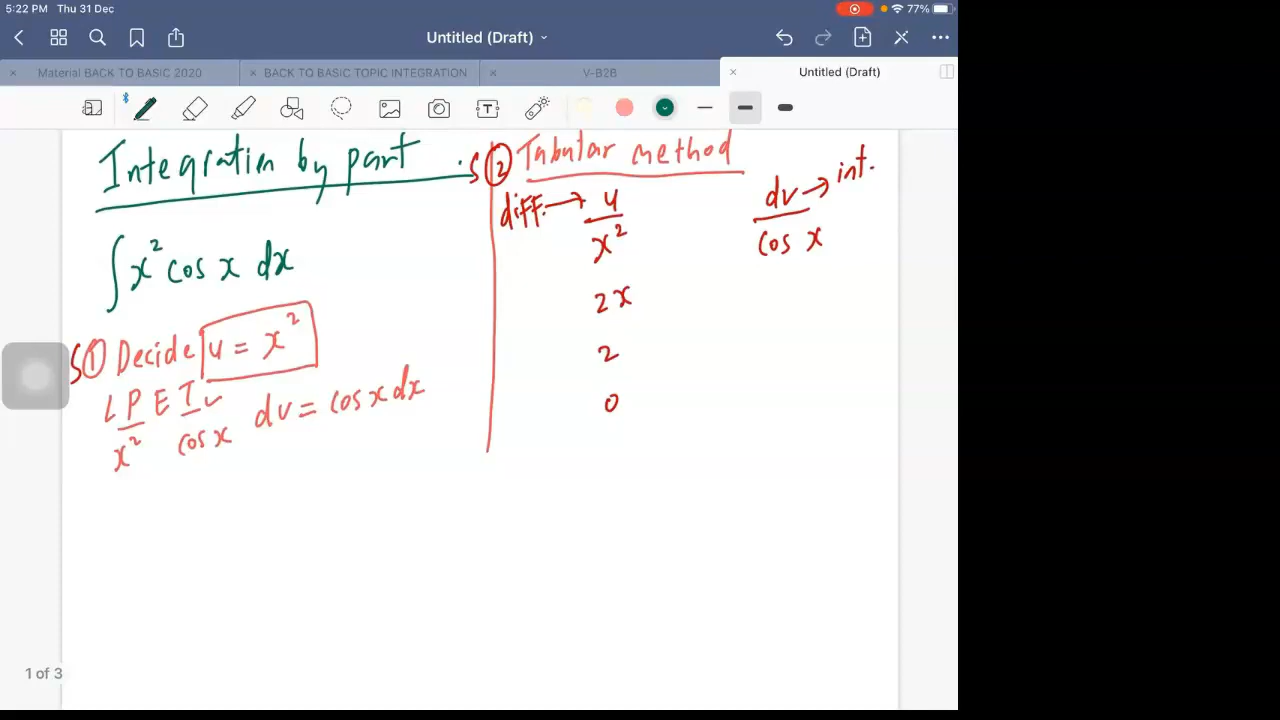 5:22 PM Thu 31 Dec
77%
Untitled (Draft)
Material BACK TO BASIC 2020
BACK TO BASIC TOPIC INTEGRATION
V-B2B
Untitled (Draft)
T
Integration by part
∫x² cos x dx
S① Decide u = x²
L P E T ✓
x² cos x
dv = cos x dx
S② Tabular method
diff. → u
dv → int.
x² cos x
2x
2
0
1 of 3